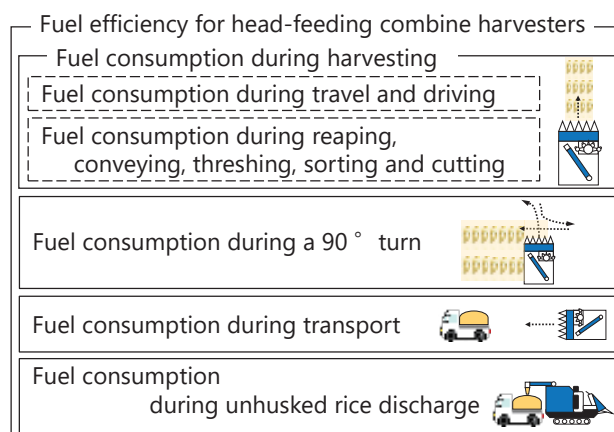 Fuel efficiency for head-feeding combine harvesters
Fuel consumption during harvesting
Fuel consumption during travel and driving
Fuel consumption during reaping,
conveying, threshing, sorting and cutting
Fuel consumption during a 90 ° turn
Fuel consumption during transport
Fuel consumption
during unhusked rice discharge